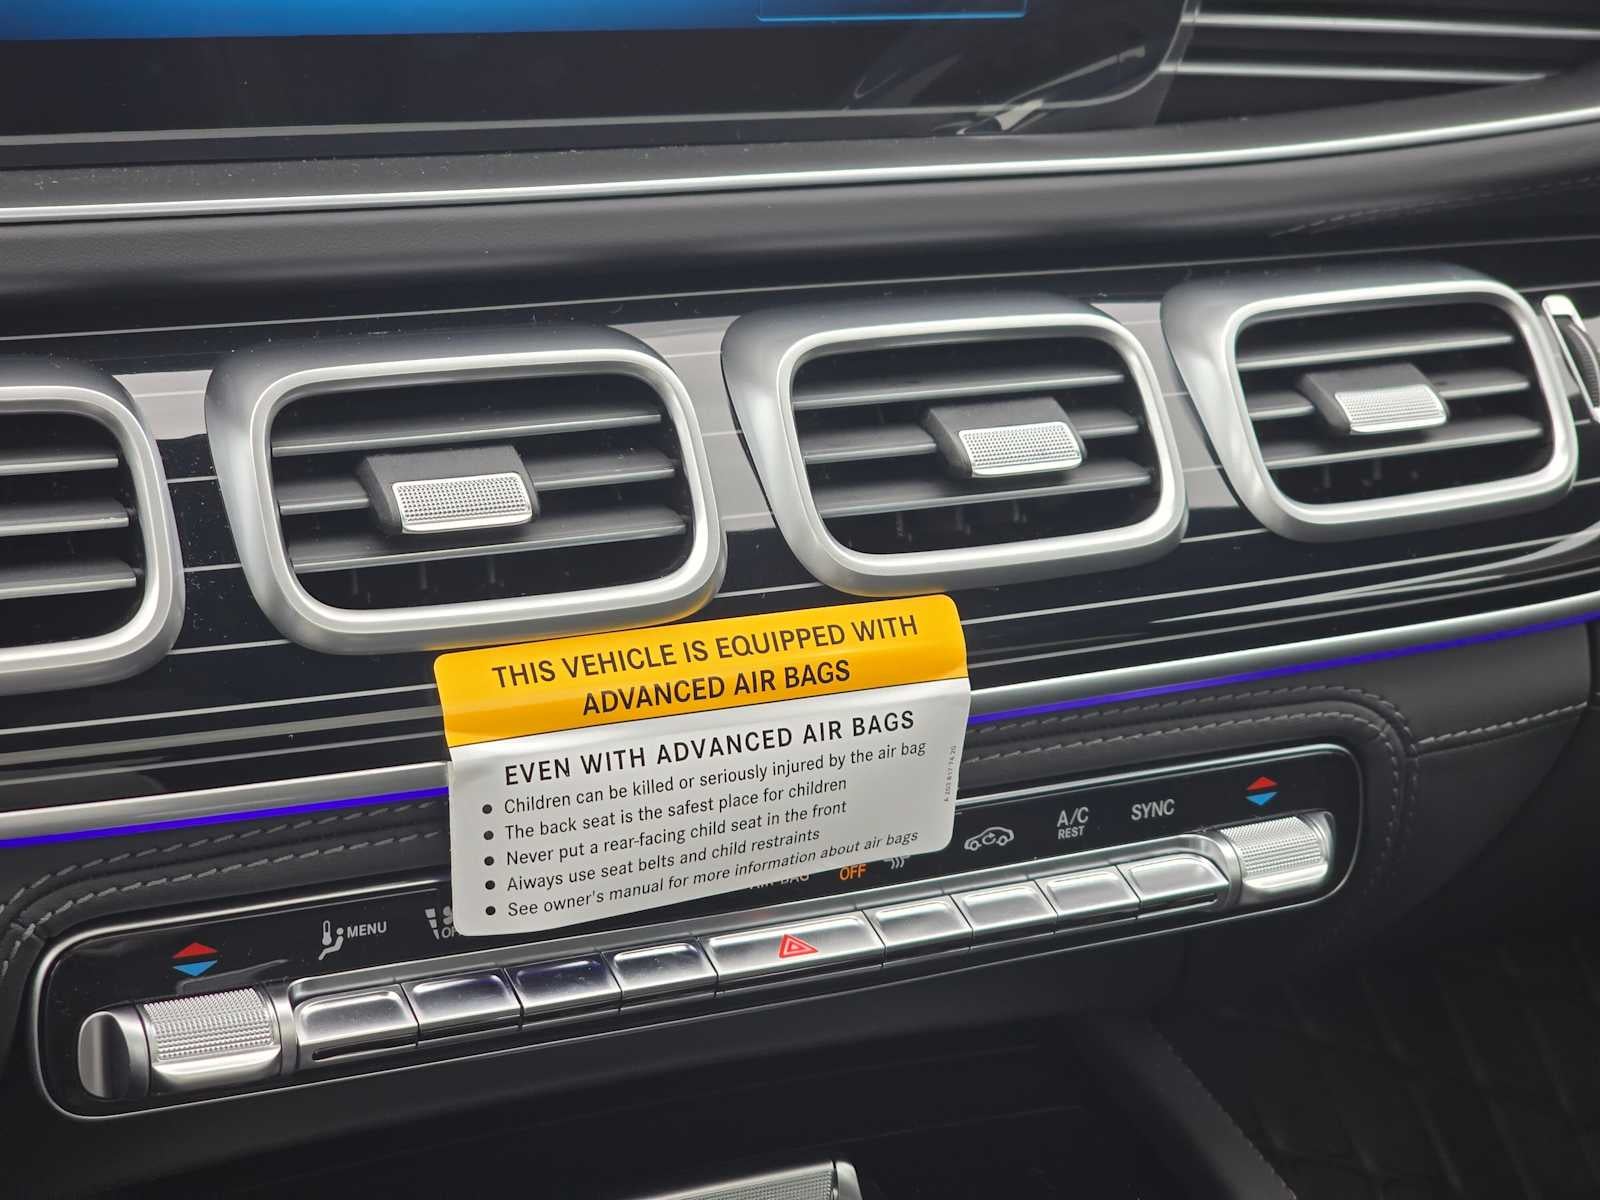 THIS VEHICLE IS EQUIPPED WITH
ADVANCED AIR BAGS
EVEN WITH ADVANCED AIR BAGS
• Children can be killed or seriously injured by the air bag
• The back seat is the safest place for children
• Never put a rear-facing child seat in the front
• Always use seat belts and child restraints
• See owner's manual for more information about air bags
A/C
REST
SYNC
OFF
MENU